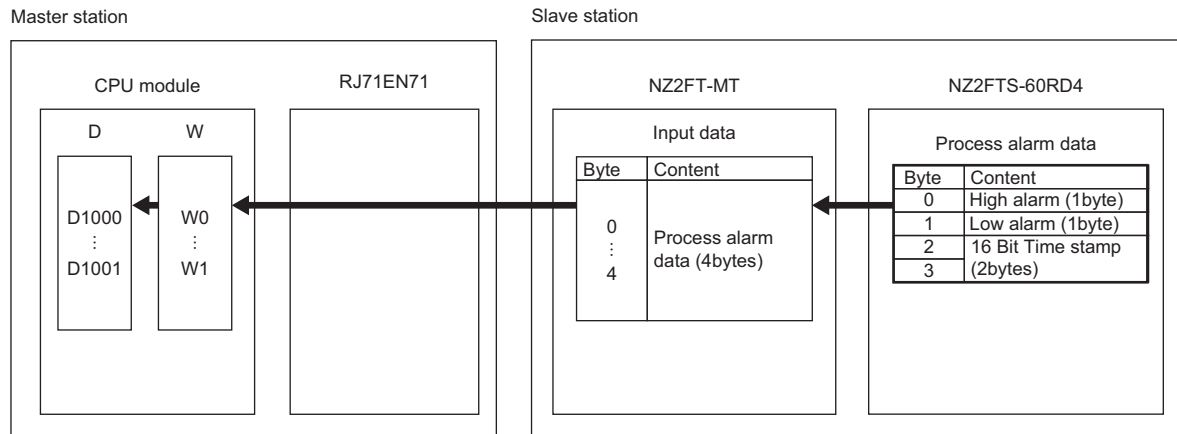 Master station
Slave station
CPU module
RJ71EN71
NZ2FT-MT
NZ2FTS-60RD4
D
W
D1000
⋮
D1001
W0
⋮
W1
Input data
Byte Content
0
⋮
4
Process alarm
data (4bytes)
Process alarm data
Byte Content
0 High alarm (1byte)
1 Low alarm (1byte)
2 16 Bit Time stamp
3 (2bytes)